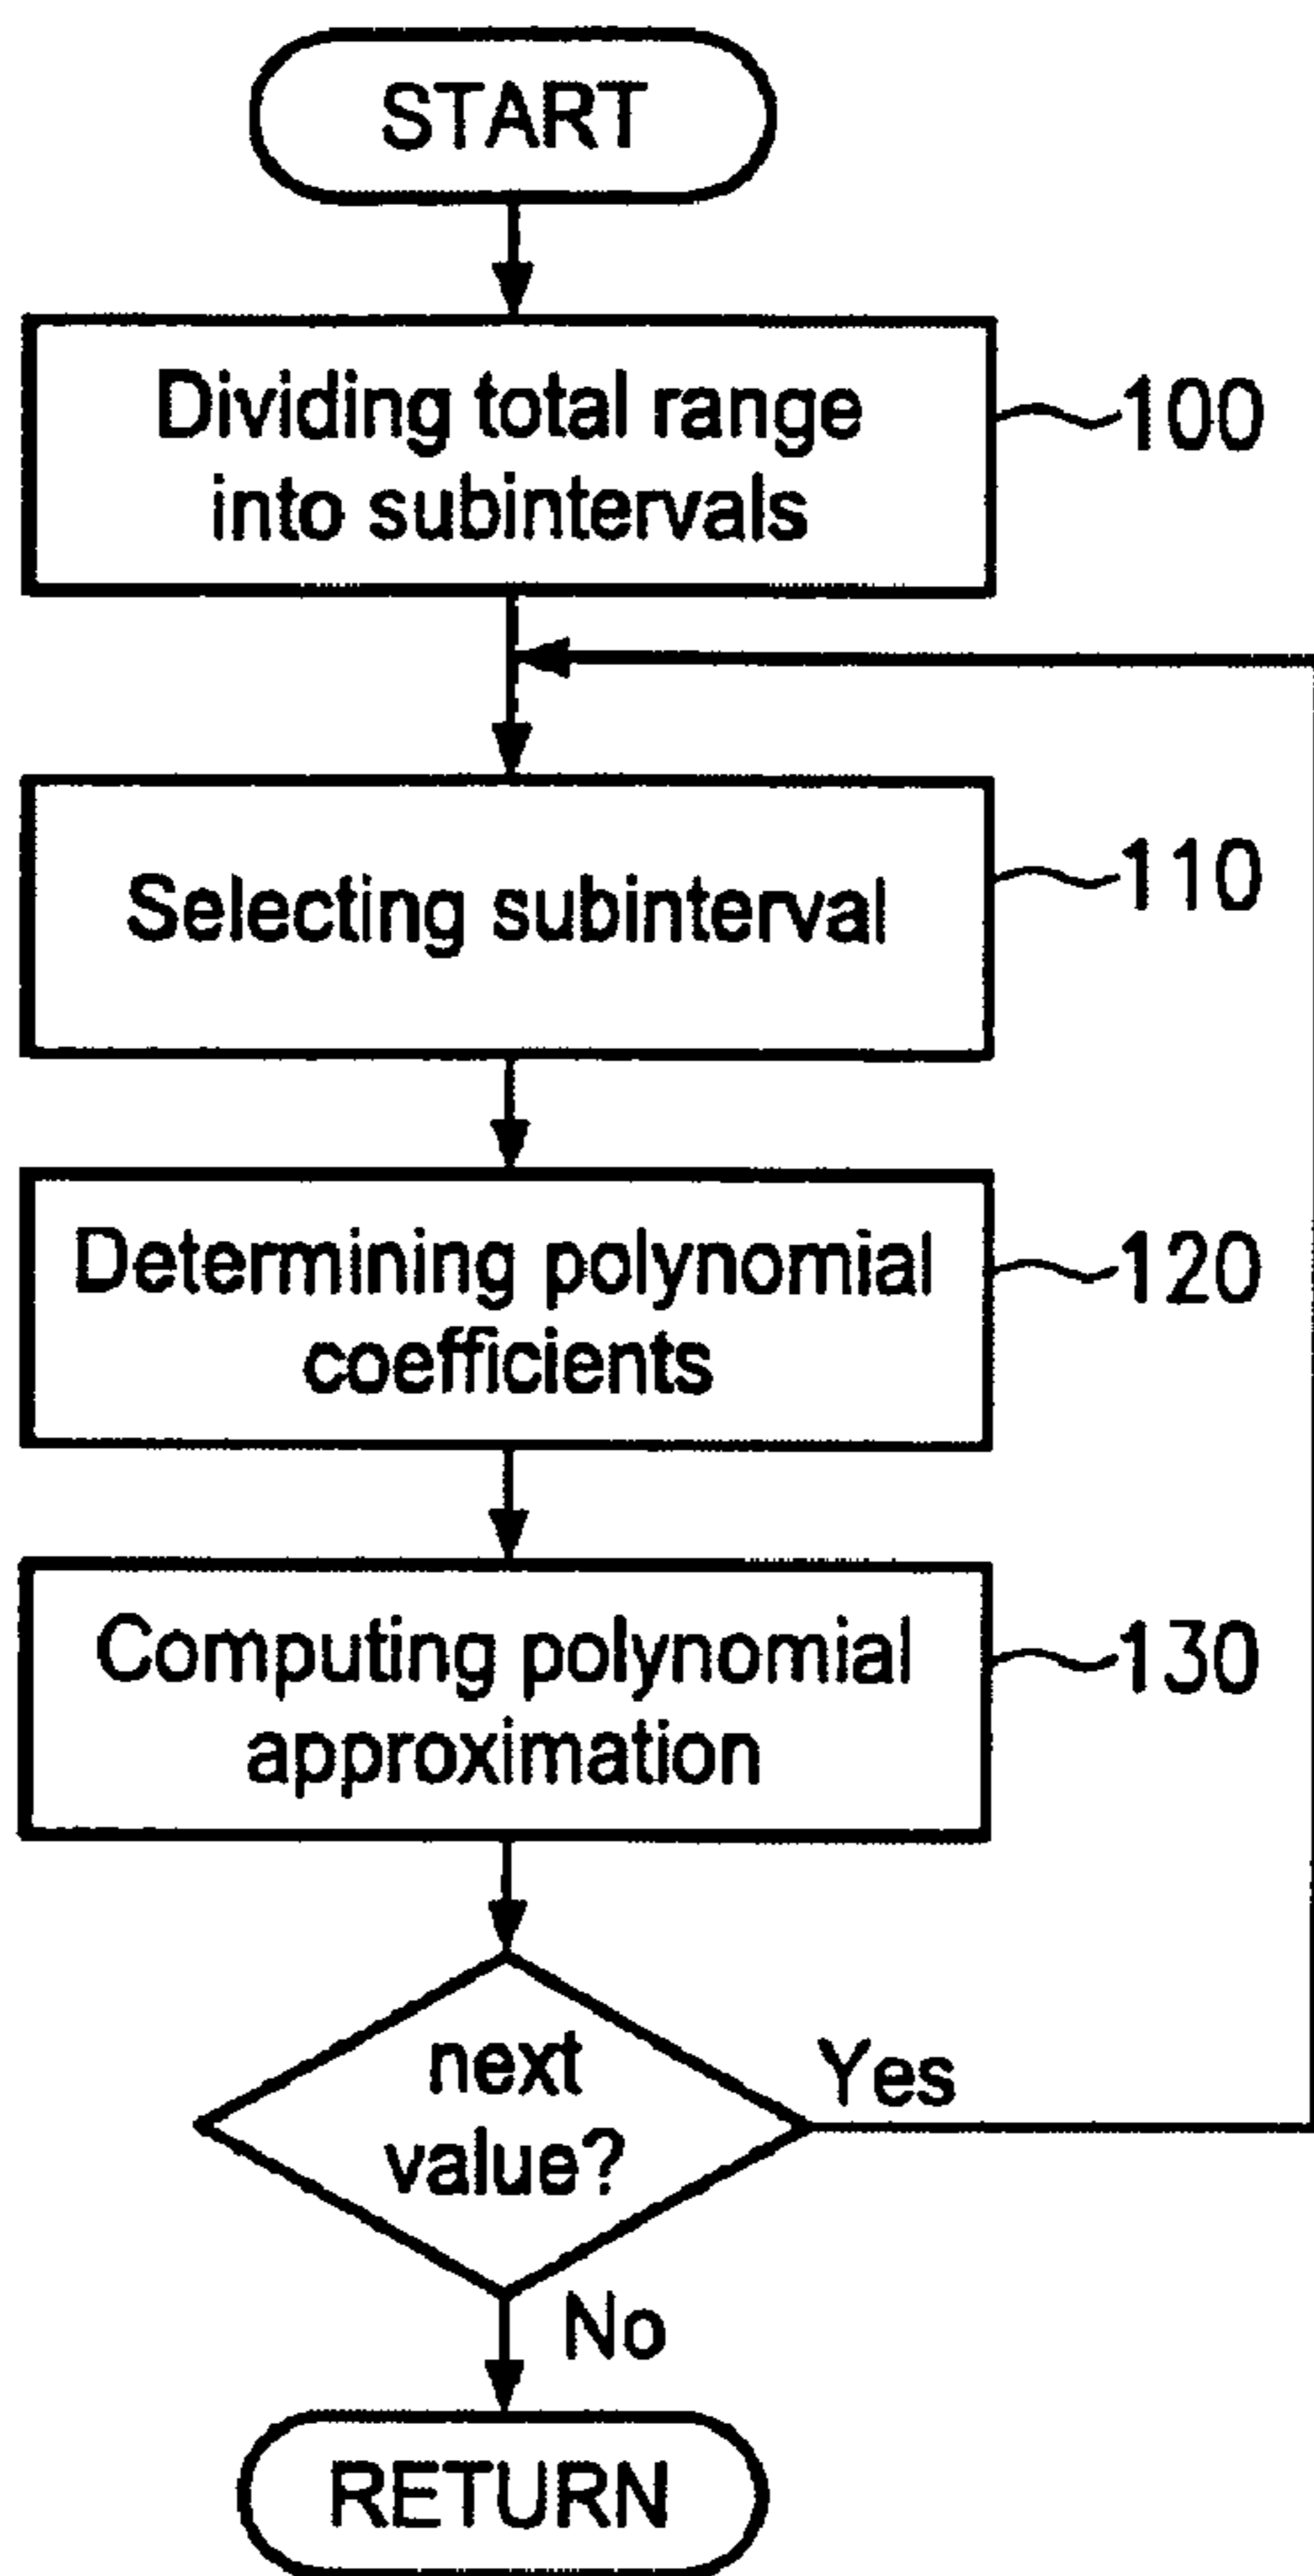 START
Dividing total range
into subintervals
100
Selecting subinterval
110
Determining polynomial
coefficients
120
Computing polynomial
approximation
130
next
value?
Yes
No
RETURN